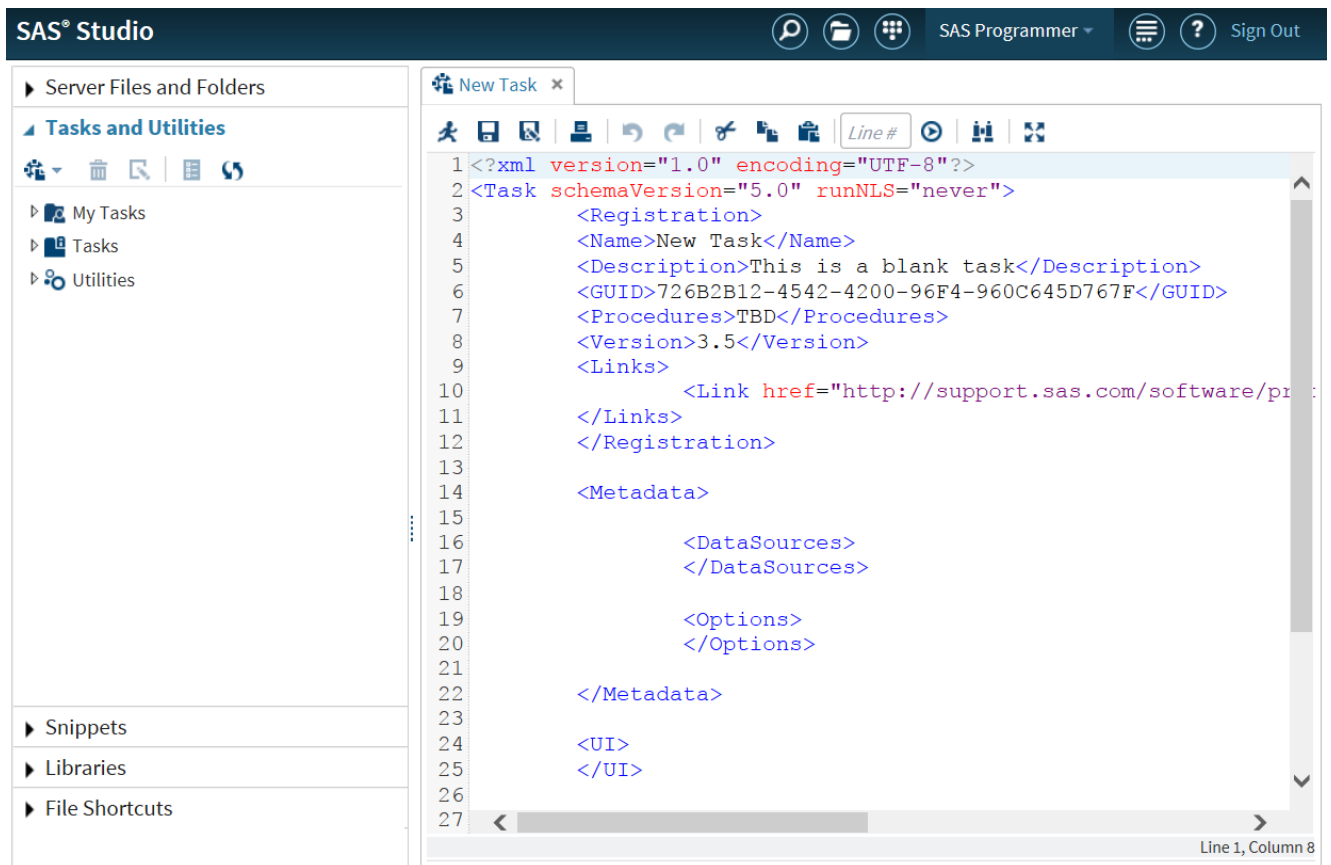 SAS® Studio
SAS Programmer
Sign Out
Server Files and Folders
Tasks and Utilities
My Tasks
Tasks
Utilities
Snippets
Libraries
File Shortcuts
New Task
Line #
1 <?xml version="1.0" encoding="UTF-8"?>
2 <Task schemaVersion="5.0" runNLS="never">
3 <Registration>
4 <Name>New Task</Name>
5 <Description>This is a blank task</Description>
6 <GUID>726B2B12-4542-4200-96F4-960C645D767F</GUID>
7 <Procedures>TBD</Procedures>
8 <Version>3.5</Version>
9 <Links>
10 <Link href="http://support.sas.com/software/pr
11 </Links>
12 </Registration>
13
14 <Metadata>
15
16 <DataSources>
17 </DataSources>
18
19 <Options>
20 </Options>
21
22 </Metadata>
23
24 <UI>
25 </UI>
26
27
Line 1, Column 8